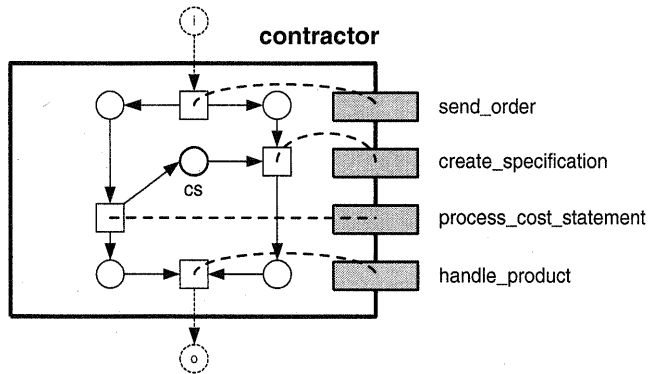 i
contractor
send_order
create_specification
cs
process_cost_statement
handle_product
o